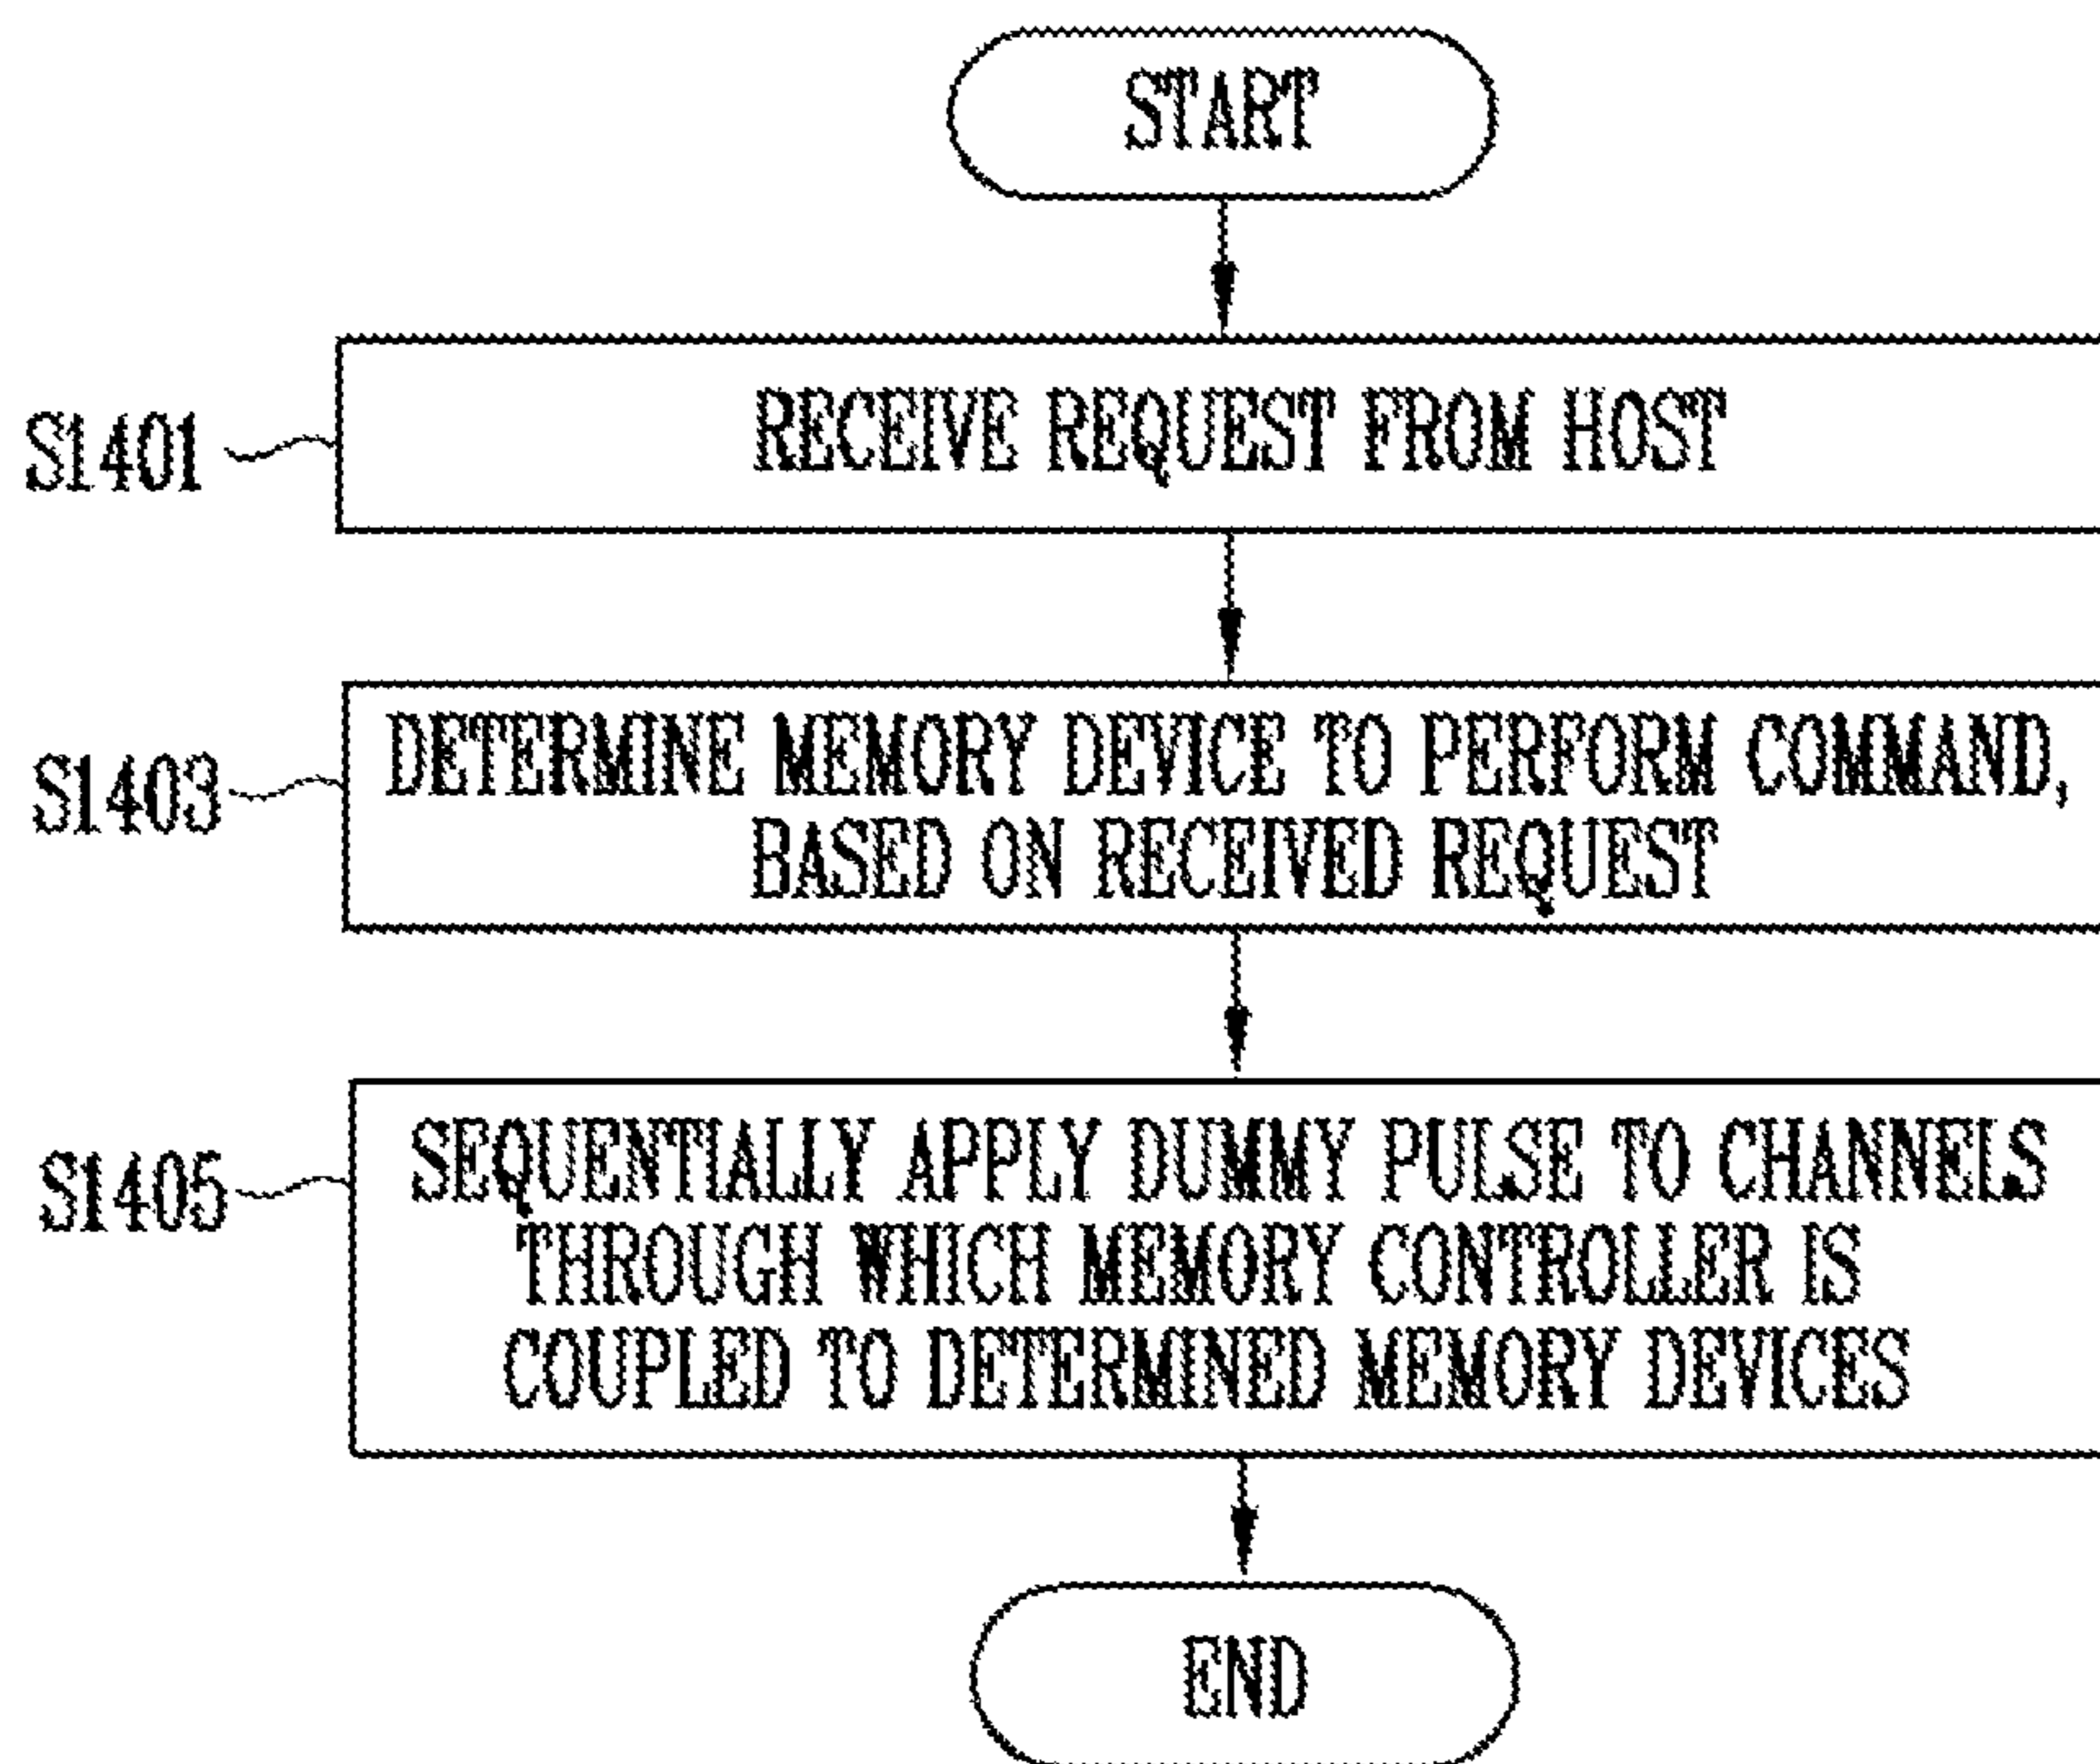 START
S1401
RECEIVE REQUEST FROM HOST
S1403
DETERMINE MEMORY DEVICE TO PERFORM COMMAND,
BASED ON RECEIVED REQUEST
S1405
SEQUENTIALLY APPLY DUMMY PULSE TO CHANNELS
THROUGH WHICH MEMORY CONTROLLER IS
COUPLED TO DETERMINED MEMORY DEVICES
END